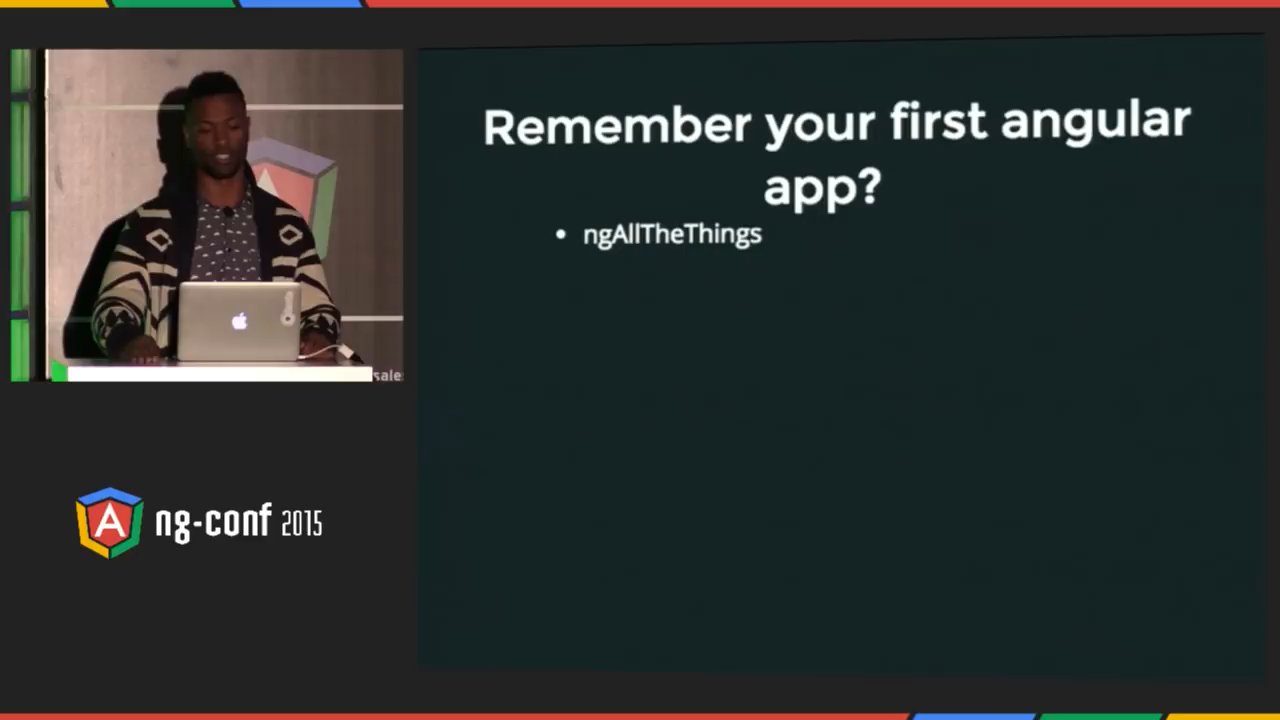 Remember your first angular
app?
• ngAllTheThings
sale
A
ng-conf 2015